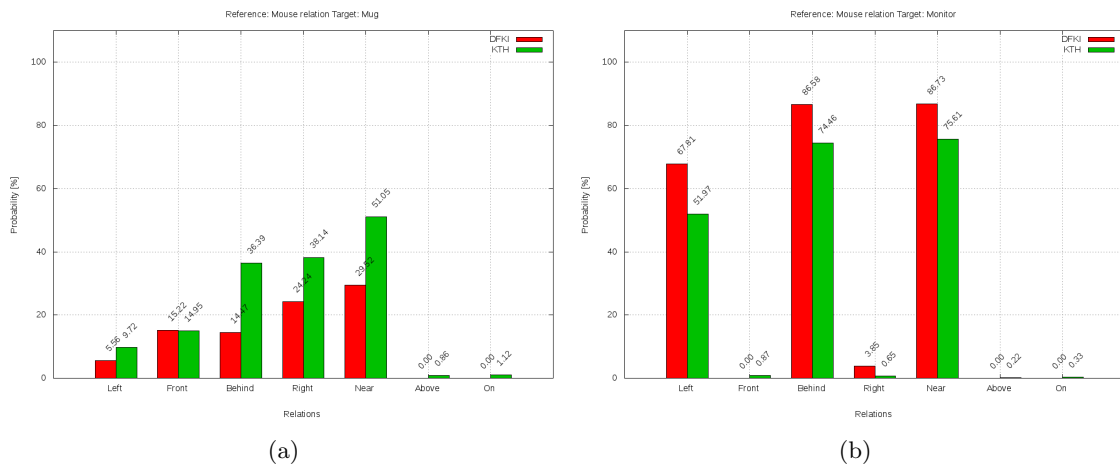 Reference: Mouse relation Target: Mug
DFKI
KTH
100
80
60
40
20
0
Probability [%]
5.56
9.72
15.22
14.95
14.47
36.39
24.24
38.14
29.52
51.05
0.00
0.86
0.00
1.12
Left Front Behind Right Near Above On
Relations
(a)
Reference: Mouse relation Target: Monitor
DFKI
KTH
100
80
60
40
20
0
Probability [%]
67.81
51.97
0.00
0.87
86.58
74.46
3.85
0.65
86.73
75.61
0.00
0.22
0.00
0.33
Left Front Behind Right Near Above On
Relations
(b)